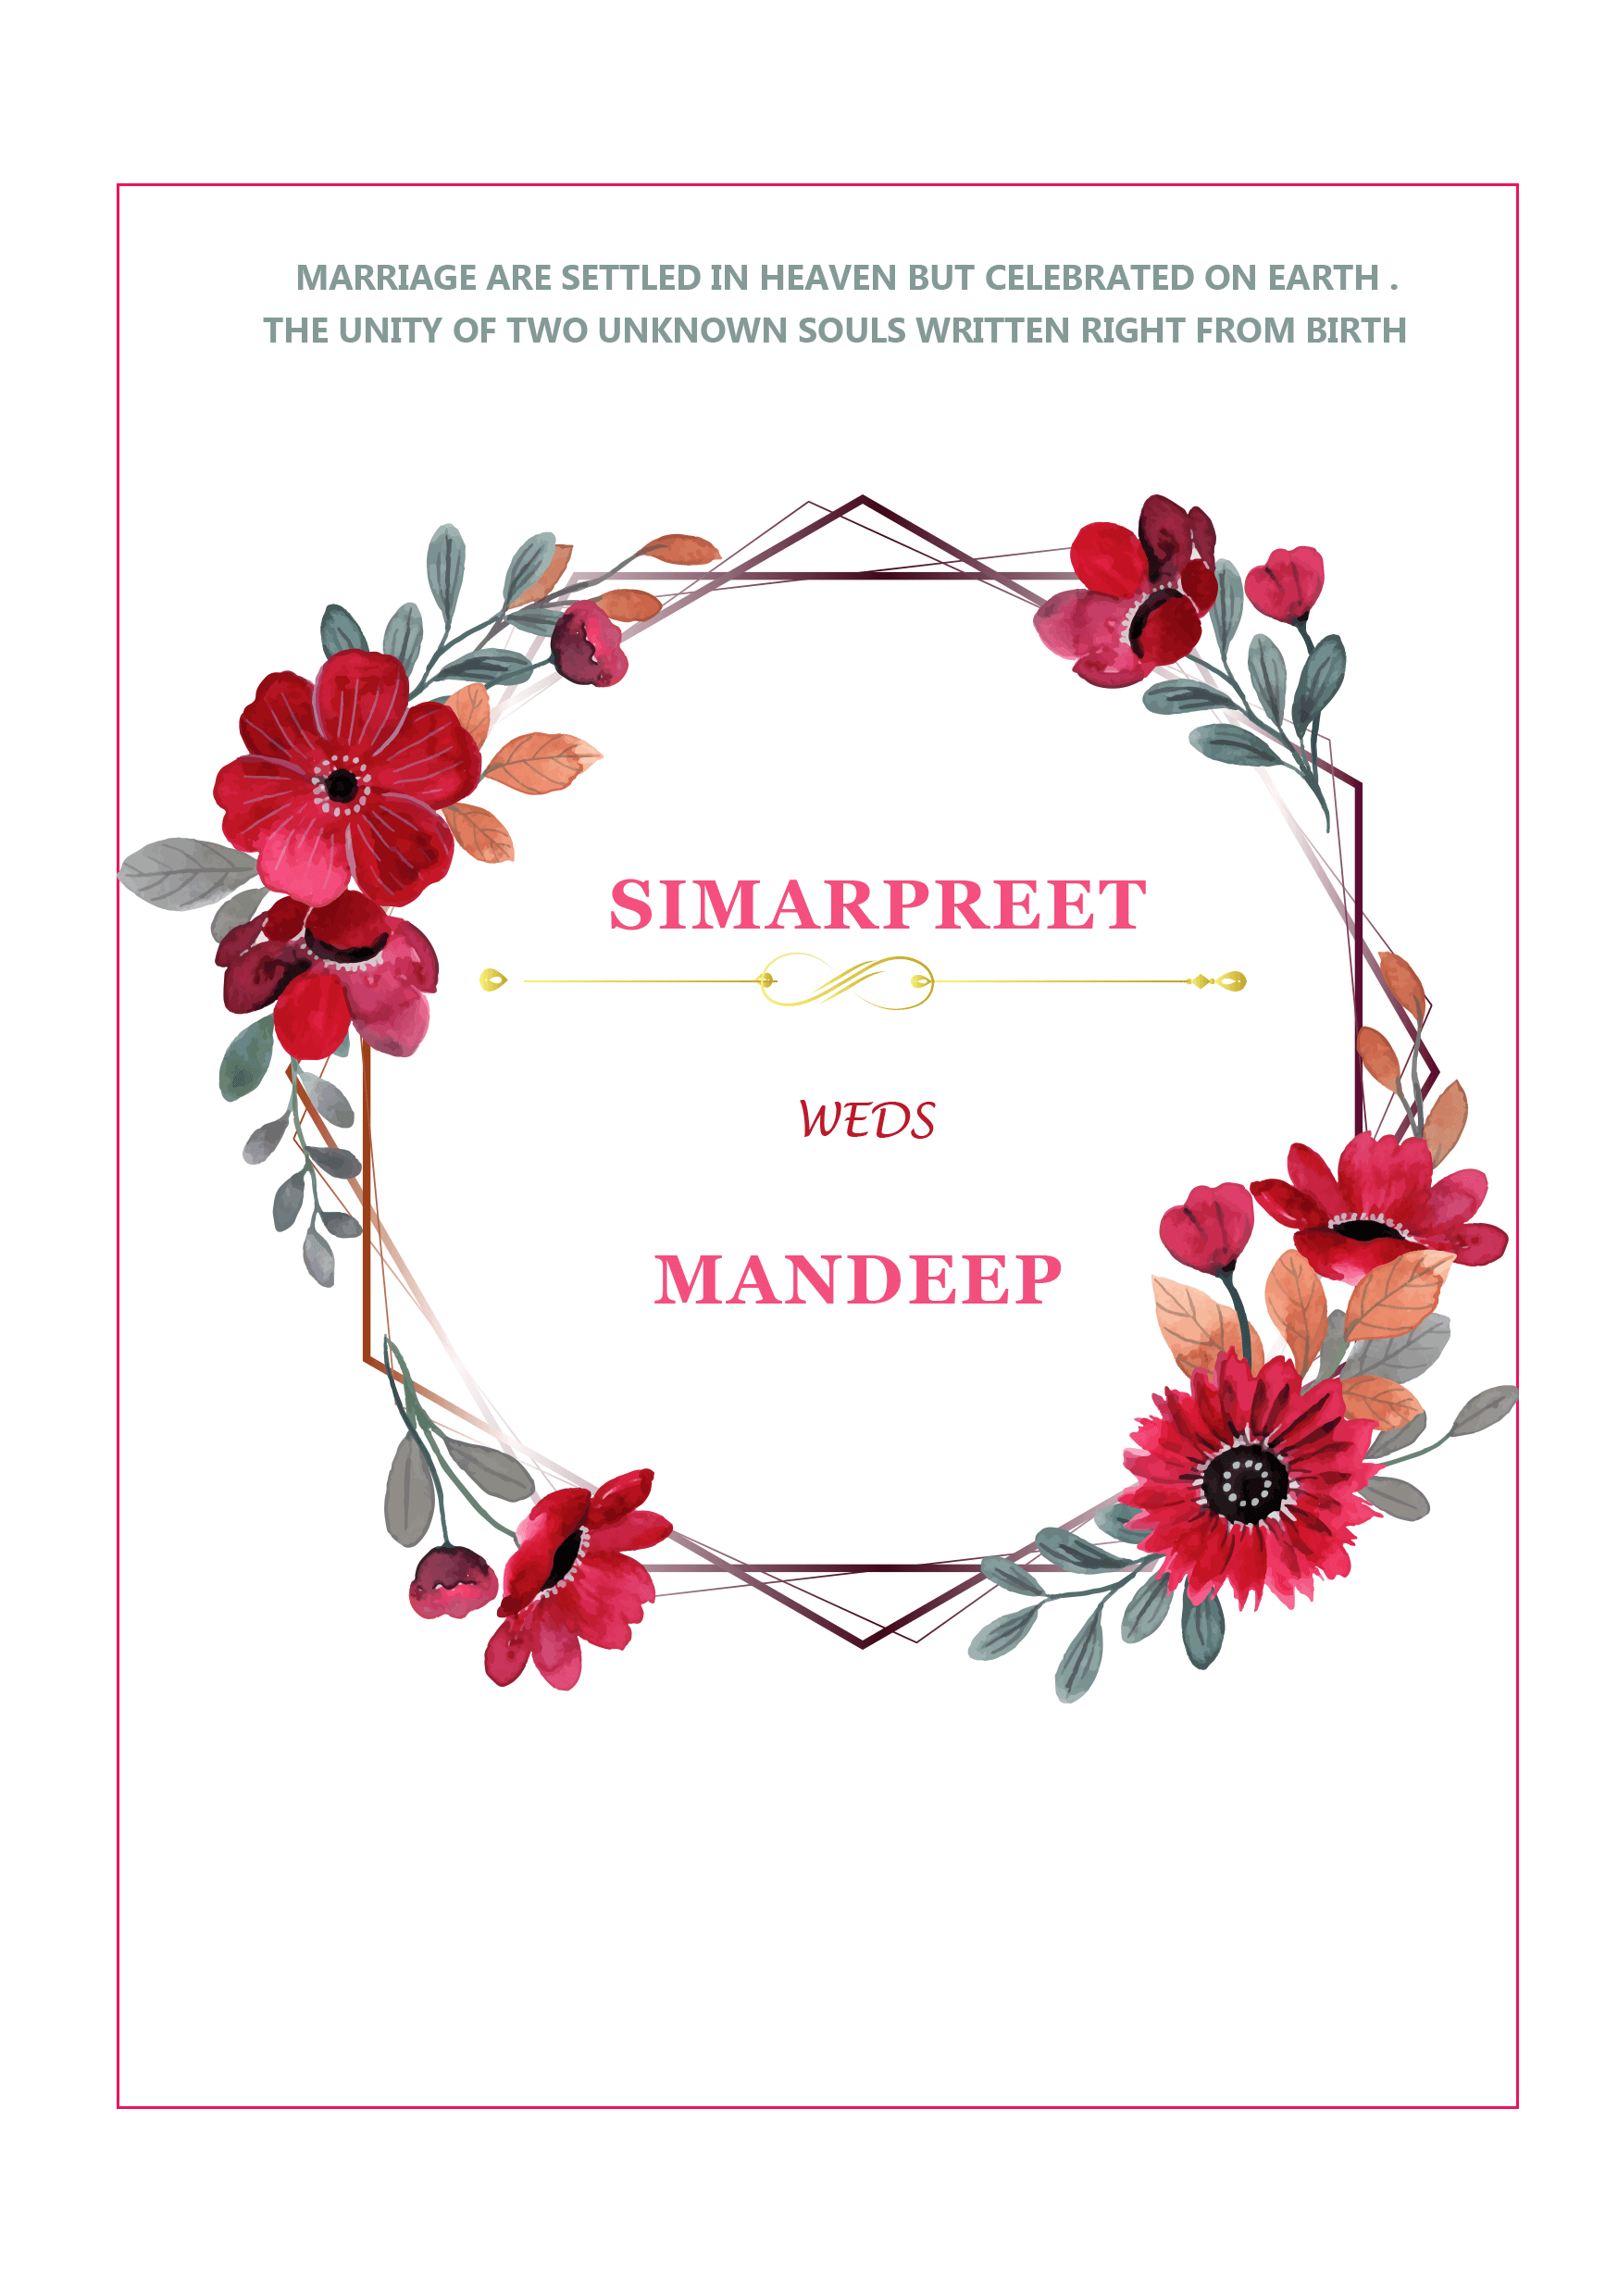 MARRIAGE ARE SETTLED IN HEAVEN BUT CELEBRATED ON EARTH .
THE UNITY OF TWO UNKNOWN SOULS WRITTEN RIGHT FROM BIRTH
SIMARPREET
WEDS
MANDEEP